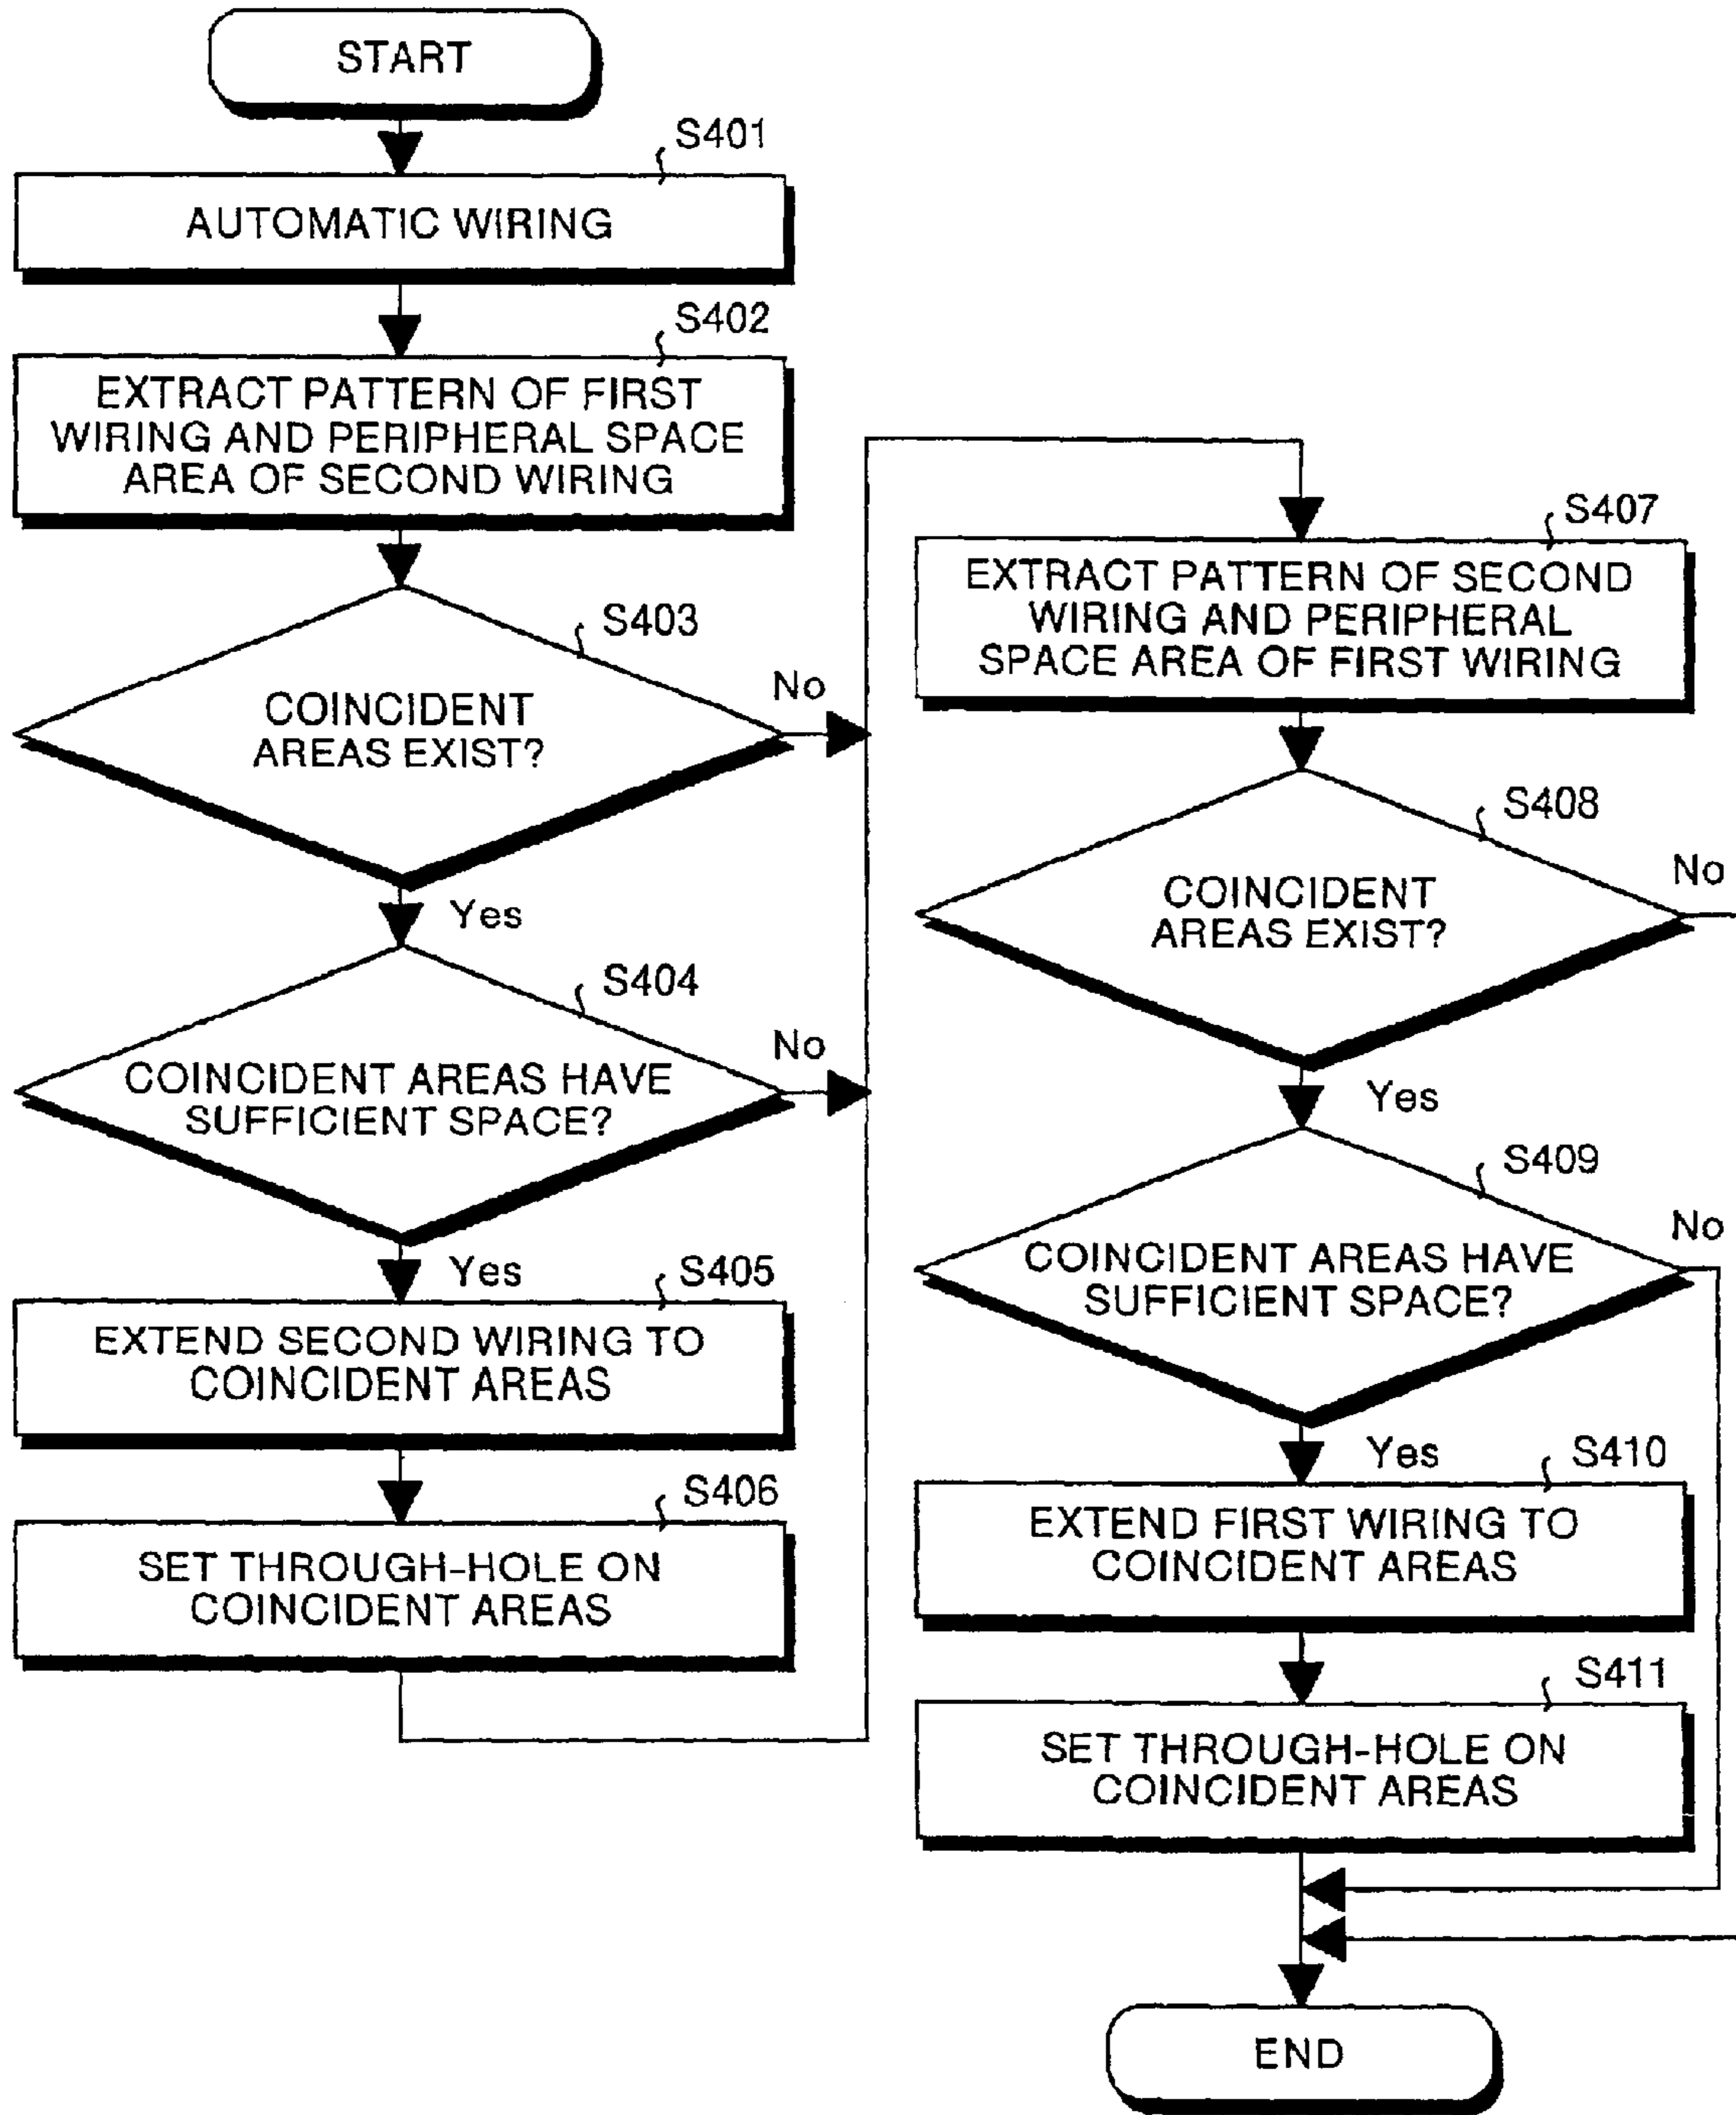 START
S401
AUTOMATIC WIRING
S402
EXTRACT PATTERN OF FIRST
WIRING AND PERIPHERAL SPACE
AREA OF SECOND WIRING
S403
COINCIDENT
AREAS EXIST?
No
Yes
S404
COINCIDENT AREAS HAVE
SUFFICIENT SPACE?
No
Yes
S405
EXTEND SECOND WIRING TO
COINCIDENT AREAS
S406
SET THROUGH-HOLE ON
COINCIDENT AREAS
S407
EXTRACT PATTERN OF SECOND
WIRING AND PERIPHERAL
SPACE AREA OF FIRST WIRING
S408
COINCIDENT
AREAS EXIST?
No
Yes
S409
COINCIDENT AREAS HAVE
SUFFICIENT SPACE?
No
Yes
S410
EXTEND FIRST WIRING TO
COINCIDENT AREAS
S411
SET THROUGH-HOLE ON
COINCIDENT AREAS
END